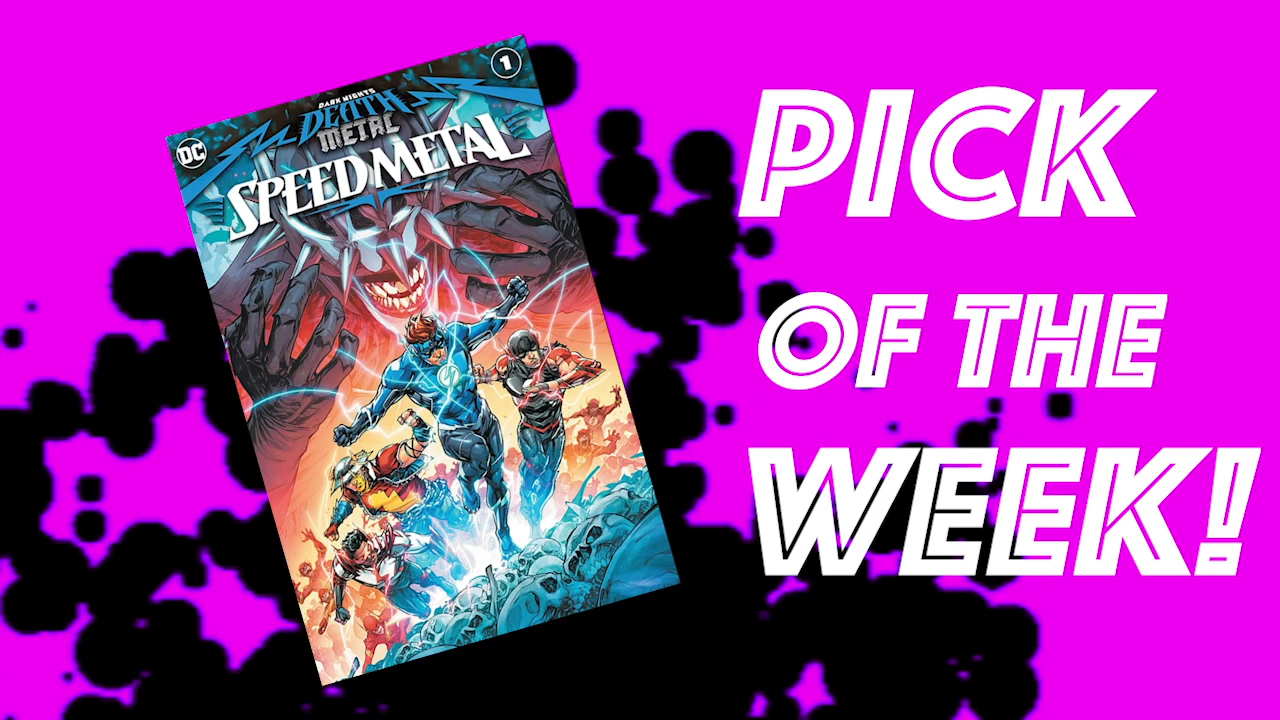 1
DC
DARK NIGHTS
DEATH
METAL
SPEED METAL
PICK
OF THE
WEEK!